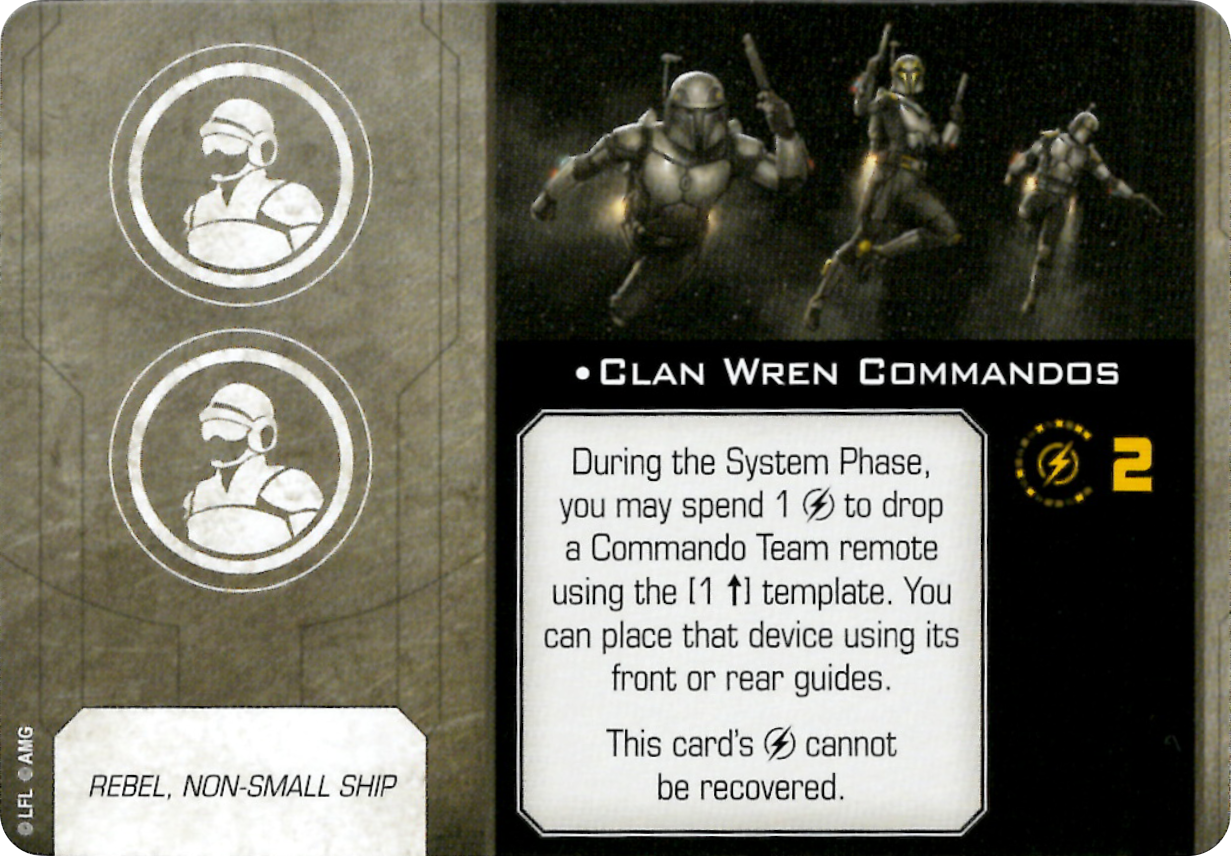 •CLAN WREN COMMANDOS
2
During the System Phase,
you may spend 1 to drop
a Commando Team remote
using the [1 ↑] template. You
can place that device using its
front or rear guides.
This card's cannot
be recovered.
REBEL, NON-SMALL SHIP
© LFL © AMG